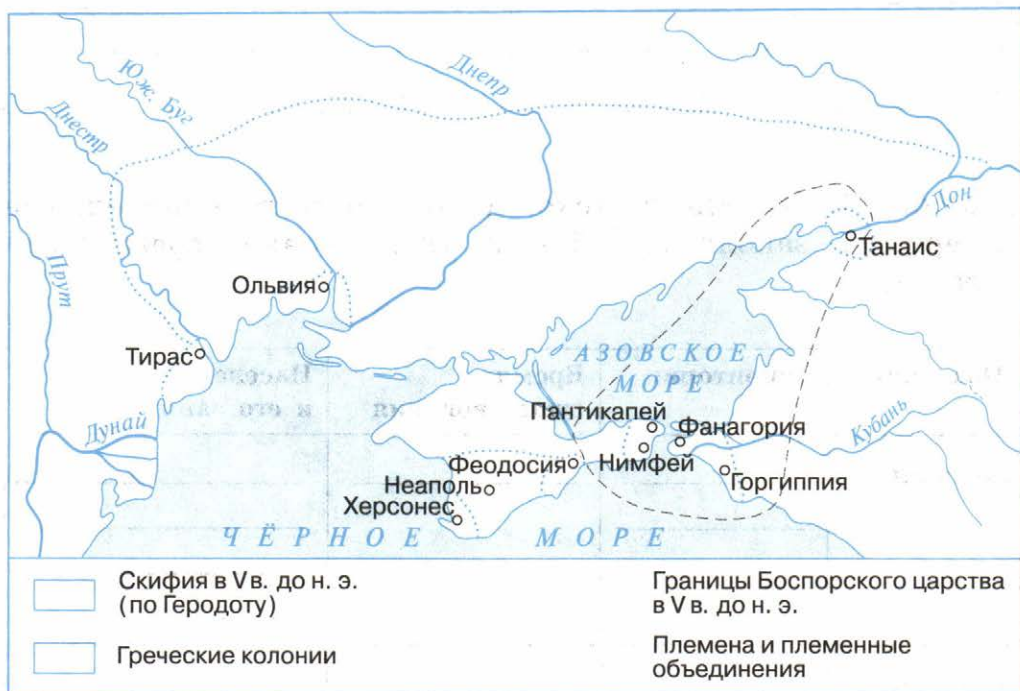 Юж. Буг
Днепр
Днестр
Дон
Танаис
Прут
Ольвия
Тирас
АЗОВСКОЕ
МОРЕ
Дунай
Пантикапей
Фанагория
Кубань
Феодосия
Нимфей
Горгиппия
Неаполь
Херсонес
ЧЁРНОЕ МОРЕ
Скифия в V в. до н. э.
(по Геродоту)
Греческие колонии
Границы Боспорского царства
в V в. до н. э.
Племена и племенные
объединения